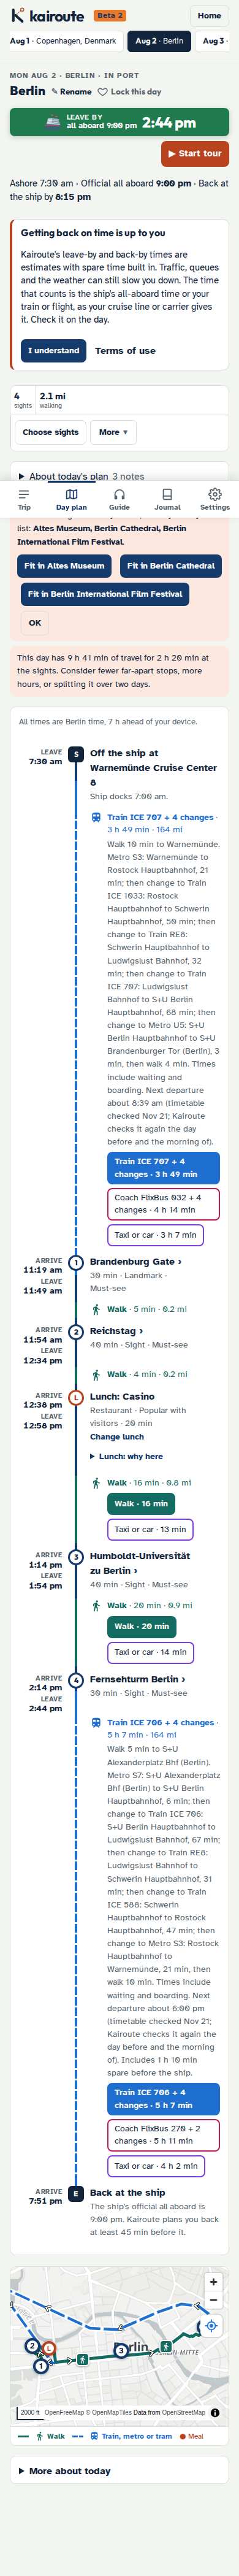 kairoute Beta 2 Home
Aug 1 · Copenhagen, Denmark Aug 2 · Berlin Aug 3 ·
MON AUG 2 · BERLIN · IN PORT
Berlin ✎ Rename ♡ Lock this day
LEAVE BY
all aboard 9:00 pm 2:44 pm
▶ Start tour
Ashore 7:30 am · Official all aboard 9:00 pm · Back at
the ship by 8:15 pm
Getting back on time is up to you
Kairoute's leave-by and back-by times are
estimates with spare time built in. Traffic, queues
and the weather can still slow you down. The time
that counts is the ship's all-aboard time or your
train or flight, as your cruise line or carrier gives
it. Check it on the day.
I understand Terms of use
4 2.1 mi
sights walking
Choose sights More ▾
▶ About today's plan 3 notes
Trip Day plan Guide Journal Settings
list: Altes Museum, Berlin Cathedral, Berlin
International Film Festival.
Fit in Altes Museum Fit in Berlin Cathedral
Fit in Berlin International Film Festival
OK
This day has 9 h 41 min of travel for 2 h 20 min at
the sights. Consider fewer far-apart stops, more
hours, or splitting it over two days.
All times are Berlin time, 7 h ahead of your device.
LEAVE
7:30 am
S
Off the ship at
Warnemünde Cruise Center
8
Ship docks 7:00 am.
Train ICE 707 + 4 changes ·
3 h 49 min · 164 mi
Walk 10 min to Warnemünde.
Metro S3: Warnemünde to
Rostock Hauptbahnhof, 21
min; then change to Train
ICE 1033: Rostock
Hauptbahnhof to Schwerin
Hauptbahnhof, 50 min; then
change to Train RE8:
Schwerin Hauptbahnhof to
Ludwigslust Bahnhof, 32
min; then change to Train
ICE 707: Ludwigslust
Bahnhof to S+U Berlin
Hauptbahnhof, 68 min; then
change to Metro U5: S+U
Berlin Hauptbahnhof to S+U
Brandenburger Tor (Berlin), 3
min, then walk 4 min. Times
include waiting and
boarding. Next departure
about 8:39 am (timetable
checked Nov 21; Kairoute
checks it again the day
before and the morning of).
Train ICE 707 + 4
changes · 3 h 49 min
Coach FlixBus 032 + 4
changes · 4 h 14 min
Taxi or car · 3 h 7 min
ARRIVE
11:19 am
LEAVE
11:49 am
1
Brandenburg Gate ›
30 min · Landmark ·
Must-see
Walk · 5 min · 0.2 mi
ARRIVE
11:54 am
LEAVE
12:34 pm
2
Reichstag ›
40 min · Sight · Must-see
Walk · 4 min · 0.2 mi
ARRIVE
12:38 pm
LEAVE
12:58 pm
L
Lunch: Casino
Restaurant · Popular with
visitors · 20 min
Change lunch
▶ Lunch: why here
Walk · 16 min · 0.8 mi
Walk · 16 min
Taxi or car · 13 min
ARRIVE
1:14 pm
LEAVE
1:54 pm
3
Humboldt-Universität
zu Berlin ›
40 min · Sight · Must-see
Walk · 20 min · 0.9 mi
Walk · 20 min
Taxi or car · 14 min
ARRIVE
2:14 pm
LEAVE
2:44 pm
4
Fernsehturm Berlin ›
30 min · Sight · Must-see
Train ICE 706 + 4 changes ·
5 h 7 min · 164 mi
Walk 5 min to S+U
Alexanderplatz Bhf (Berlin).
Metro S7: S+U Alexanderplatz
Bhf (Berlin) to S+U Berlin
Hauptbahnhof, 6 min; then
change to Train ICE 706:
S+U Berlin Hauptbahnhof to
Ludwigslust Bahnhof, 67 min;
then change to Train RE8:
Ludwigslust Bahnhof to
Schwerin Hauptbahnhof, 31
min; then change to Train
ICE 588: Schwerin
Hauptbahnhof to Rostock
Hauptbahnhof, 47 min; then
change to Metro S3: Rostock
Hauptbahnhof to
Warnemünde, 21 min, then
walk 10 min. Times include
waiting and boarding. Next
departure about 6:00 pm
(timetable checked Nov 21;
Kairoute checks it again the
day before and the morning
of). Includes 1 h 10 min
spare before the ship.
Train ICE 706 + 4
changes · 5 h 7 min
Coach FlixBus 270 + 2
changes · 5 h 11 min
Taxi or car · 4 h 2 min
ARRIVE
7:51 pm
E
Back at the ship
The ship's official all aboard is
9:00 pm. Kairoute plans you back
at least 45 min before it.
+
−
2 L 1 3 Berlin
2000 ft OpenFreeMap © OpenMapTiles Data from OpenStreetMap
Walk Train, metro or tram Meal
▶ More about today